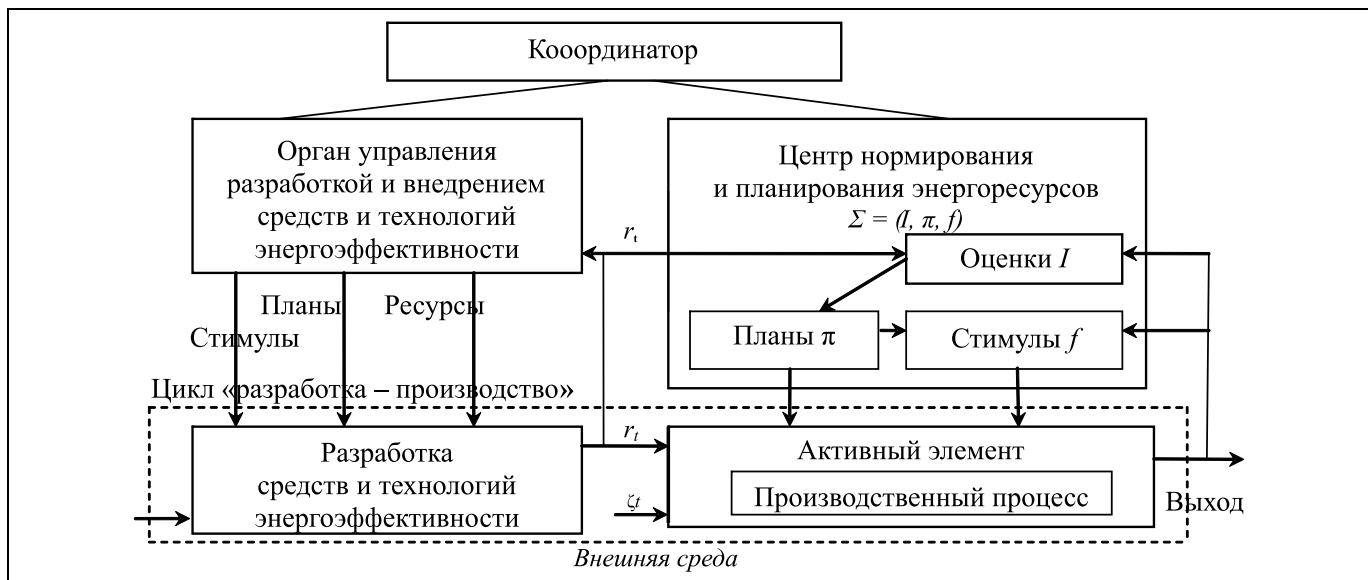 Кооординатор
Орган управления
разработкой и внедрением
средств и технологий
энергоэффективности
Центр нормирования
и планирования энергоресурсов
Σ = (I, π, f)
rₜ
Оценки I
Планы
Ресурсы
Стимулы
Планы π
Стимулы f
Цикл «разработка – производство»
Разработка
средств и технологий
энергоэффективности
rₜ
ζt
Активный элемент
Производственный процесс
Выход
Внешняя среда